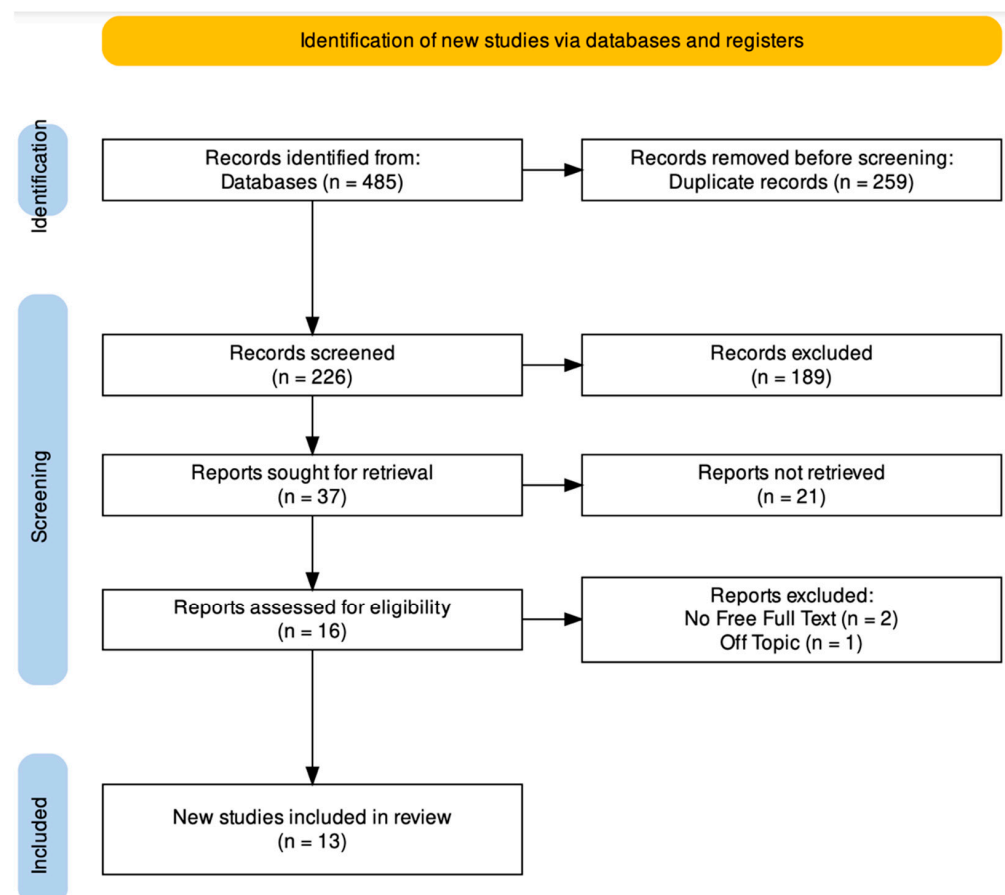 Identification of new studies via databases and registers
Identification
Records identified from:
Databases (n = 485)
Records removed before screening:
Duplicate records (n = 259)
Screening
Records screened
(n = 226)
Records excluded
(n = 189)
Reports sought for retrieval
(n = 37)
Reports not retrieved
(n = 21)
Reports assessed for eligibility
(n = 16)
Reports excluded:
No Free Full Text (n = 2)
Off Topic (n = 1)
Included
New studies included in review
(n = 13)